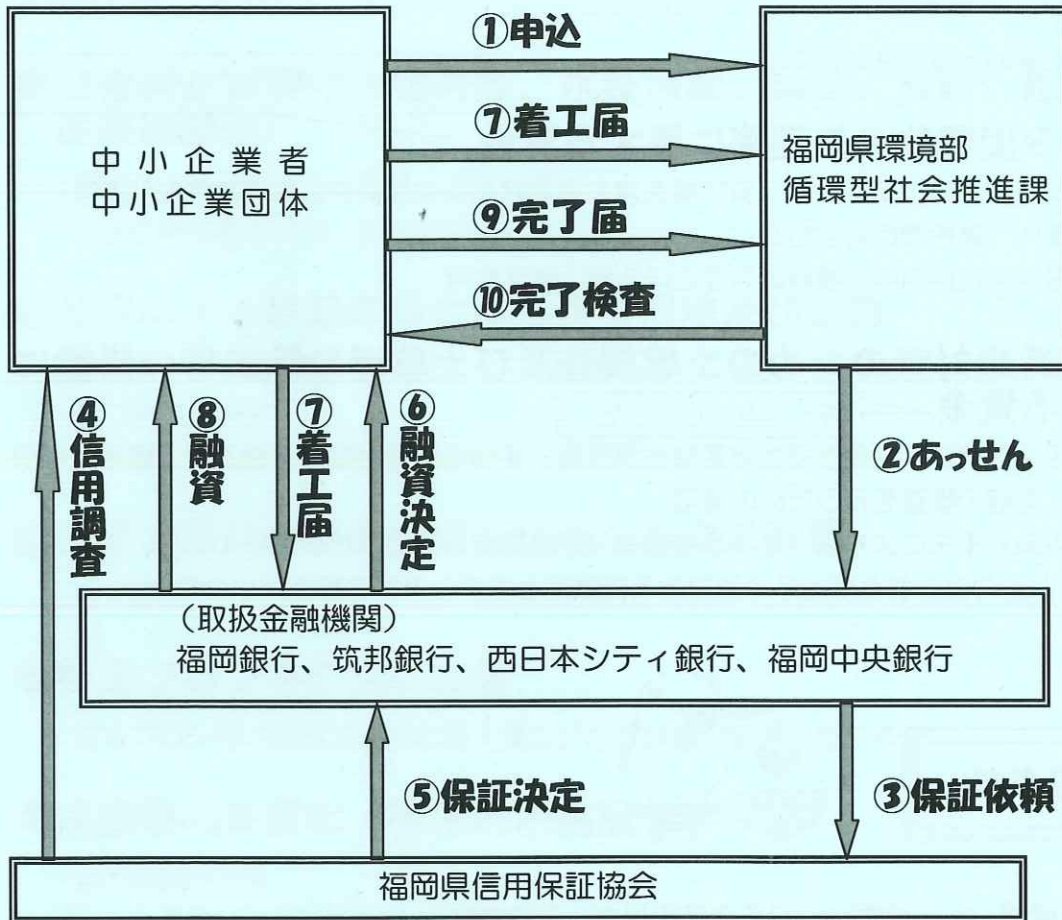 ①申込
⑦着工届
⑨完了届
⑩完了検査
中小企業者
中小企業団体
福岡県環境部
循環型社会推進課
④信用調査
⑧融資
⑦着工届
⑥融資決定
②あっせん
(取扱金融機関)
福岡銀行、筑邦銀行、西日本シティ銀行、福岡中央銀行
⑤保証決定
③保証依頼
福岡県信用保証協会